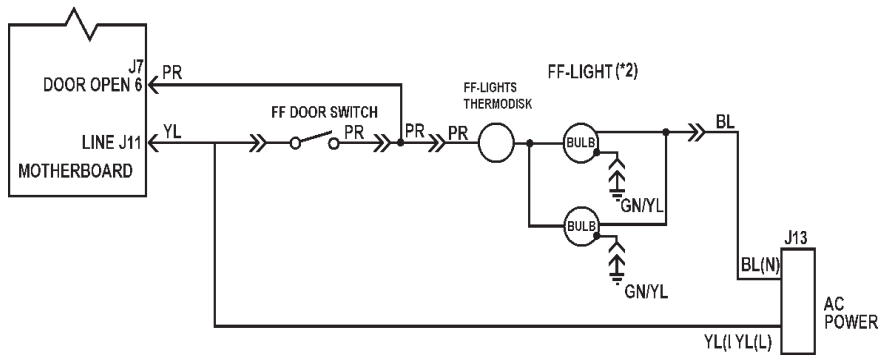 J7
DOOR OPEN 6
PR
FF-LIGHTS
THERMODISK
FF-LIGHT (*2)
FF DOOR SWITCH
LINE J11
YL
PR
PR
PR
BULB
BL
MOTHERBOARD
GN/YL
BULB
J13
BL(N)
GN/YL
AC
POWER
YL(I YL(L)